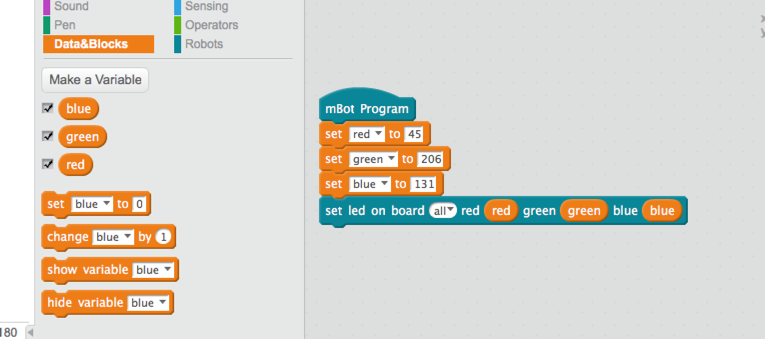 Sound Sensing
Pen Operators
Data&Blocks Robots
Make a Variable
blue
green
red
set blue to 0
change blue by 1
show variable blue
hide variable blue
180
mBot Program
set red to 45
set green to 206
set blue to 131
set led on board all red red green green blue blue